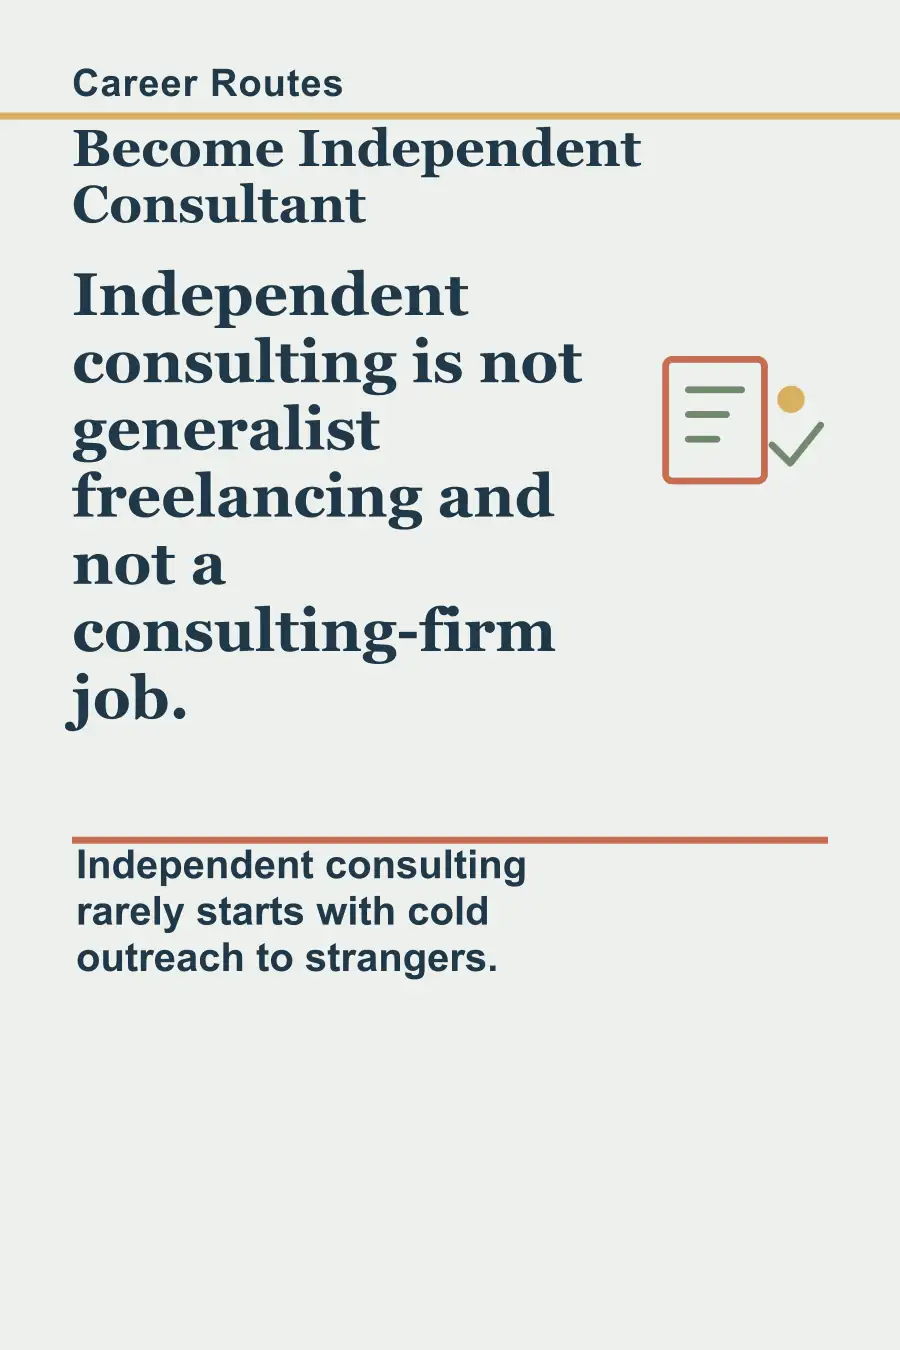 Career Routes
Become Independent
Consultant
Independent
consulting is not
generalist
freelancing and
not a
consulting-firm
job.
Independent consulting
rarely starts with cold
outreach to strangers.